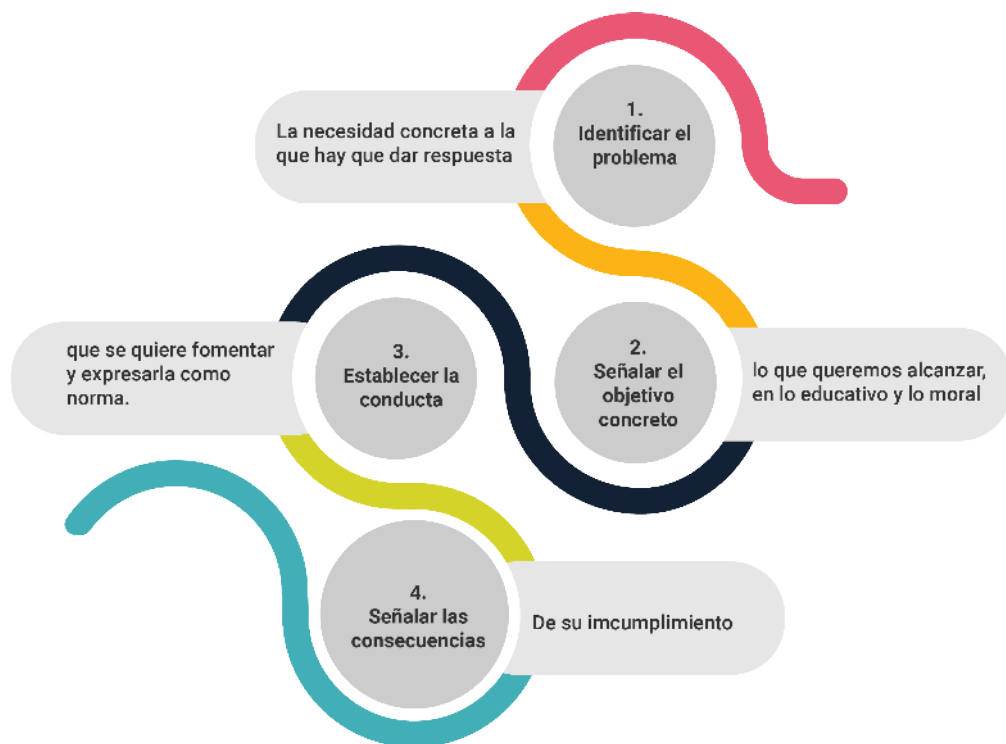 1.
Identificar el
problema
La necesidad concreta a la
que hay que dar respuesta
2.
Señalar el
objetivo
concreto
lo que queremos alcanzar,
en lo educativo y lo moral
3.
Establecer la
conducta
que se quiere fomentar
y expresarla como
norma.
4.
Señalar las
consecuencias
De su imcumplimiento